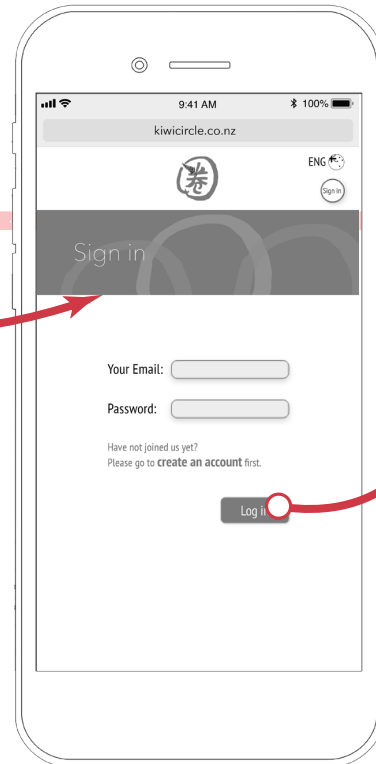 9:41 AM
100%
kiwicircle.co.nz
卷
ENG
Sign in
Sign in
Your Email:
Password:
Have not joined us yet?
Please go to create an account first.
Log in